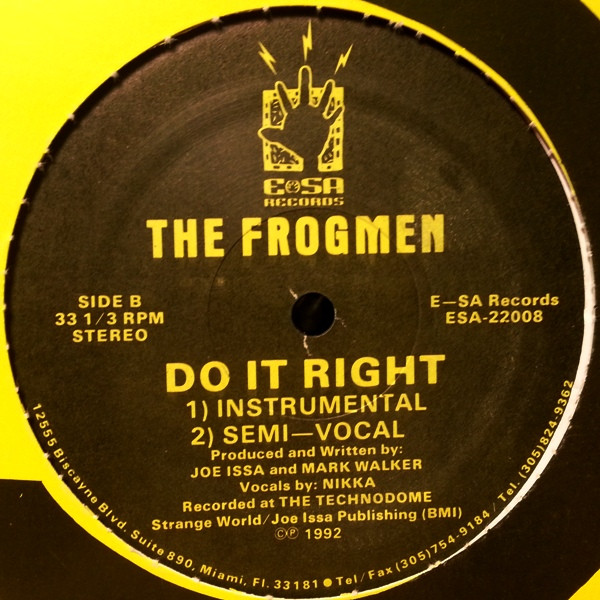 E SA
RECORDS
THE FROGMEN
SIDE B
33 1/3 RPM
STEREO
E—SA Records
ESA-22008
DO IT RIGHT
1) INSTRUMENTAL
2) SEMI—VOCAL
Produced and Written by:
JOE ISSA and MARK WALKER
Vocals by: NIKKA
Recorded at THE TECHNODOME
Strange World/Joe Issa Publishing (BMI)
©℗ 1992
12555 Biscayne Blvd. Suite 890, Miami, Fl. 33181 ● Tel/Fax (305)754-9184 / Tel. (305)824-9362